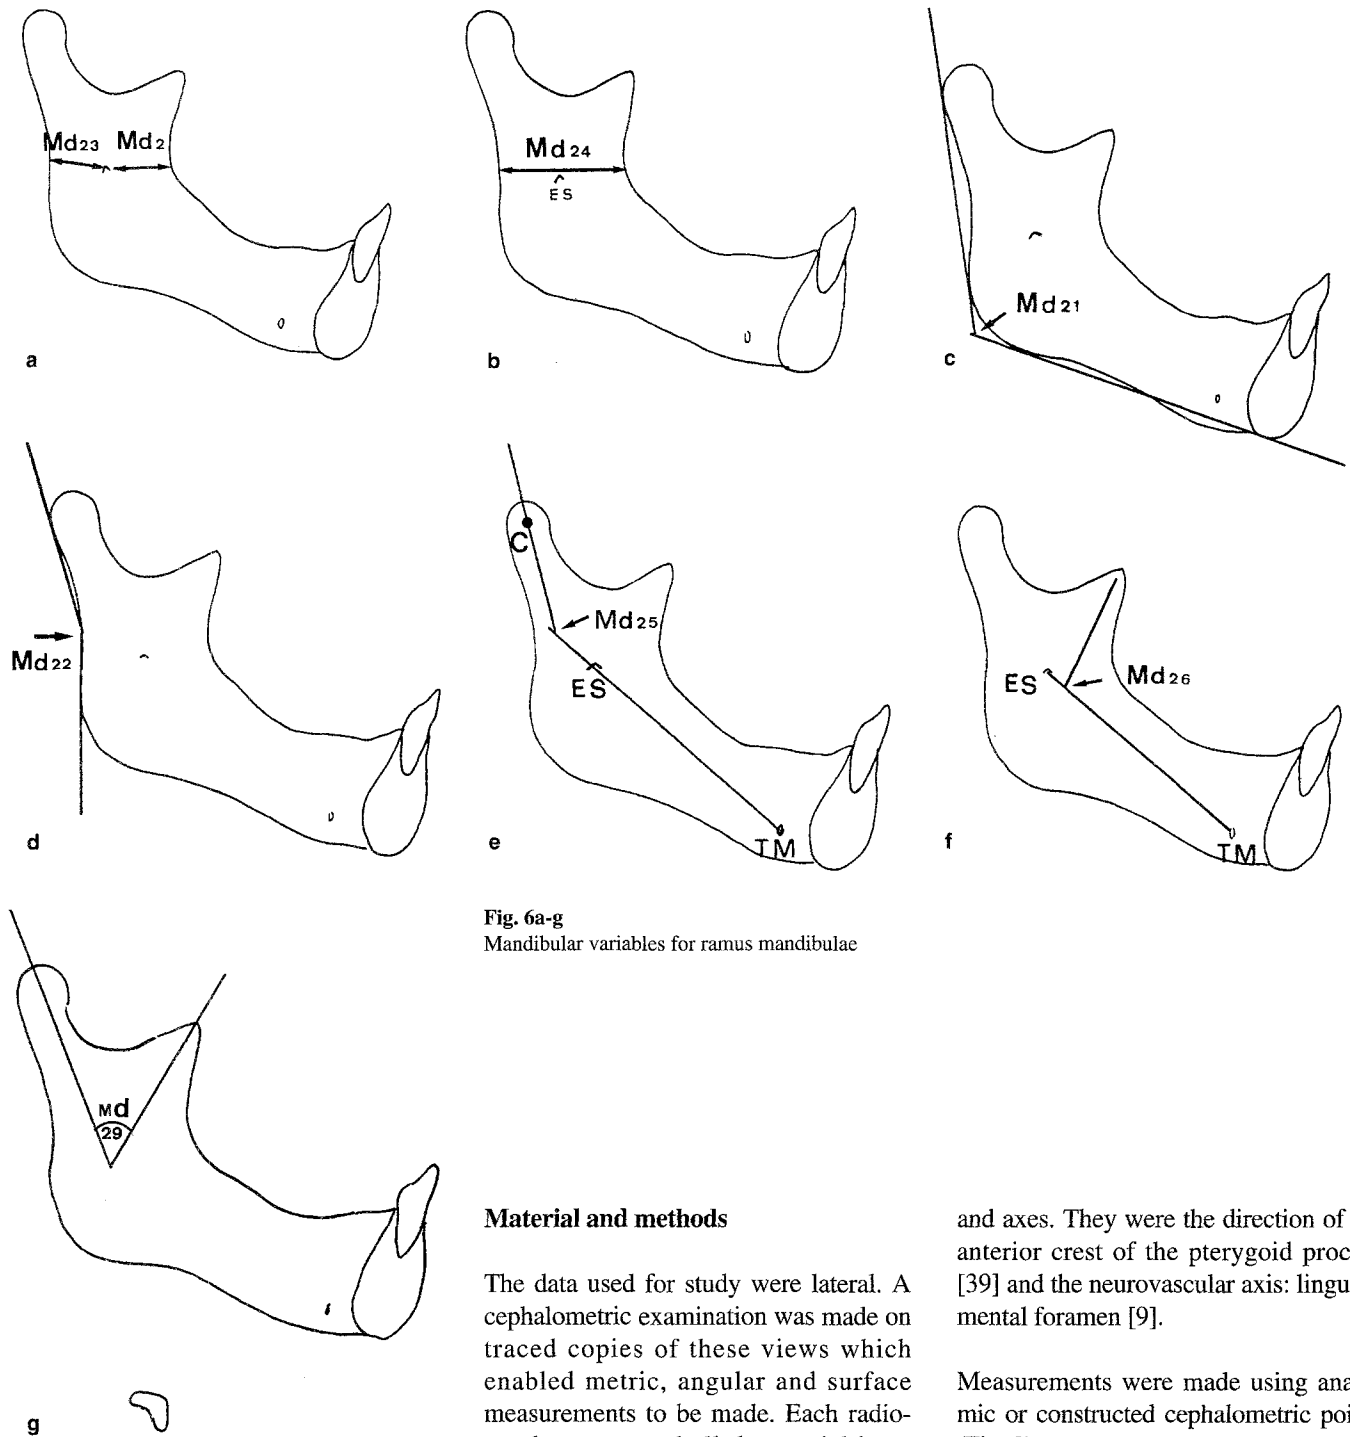 Md23 Md2
a
Md24
ES
b
Md21
c
Md22
d
C
Md25
ES
TM
e
ES
Md26
TM
f
Fig. 6a-g
Mandibular variables for ramus mandibulae
Md
29
g
Material and methods
The data used for study were lateral. A
cephalometric examination was made on
traced copies of these views which
enabled metric, angular and surface
measurements to be made. Each radio-
and axes. They were the direction of
anterior crest of the pterygoid proc
[39] and the neurovascular axis: lingu
mental foramen [9].
Measurements were made using ana
mic or constructed cephalometric poi